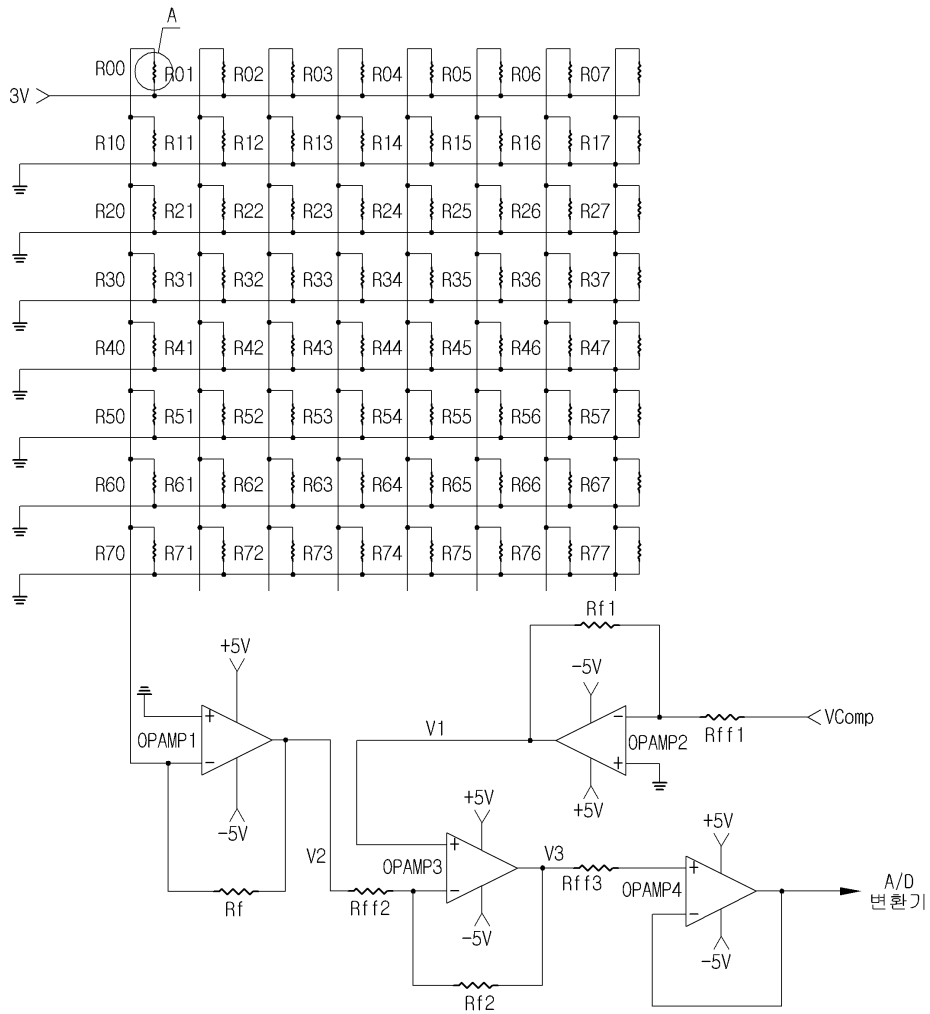 A
R00 R01 R02 R03 R04 R05 R06 R07
3V
R10 R11 R12 R13 R14 R15 R16 R17
R20 R21 R22 R23 R24 R25 R26 R27
R30 R31 R32 R33 R34 R35 R36 R37
R40 R41 R42 R43 R44 R45 R46 R47
R50 R51 R52 R53 R54 R55 R56 R57
R60 R61 R62 R63 R64 R65 R66 R67
R70 R71 R72 R73 R74 R75 R76 R77
Rf1
+5V
-5V
+
OPAMP1
-
-5V
Rf
V1
-
OPAMP2
+
+5V
Rff1
VComp
V2
Rff2
+5V
+
OPAMP3
-
-5V
Rf2
V3
Rff3
+5V
+
OPAMP4
-
-5V
A/D
변환기